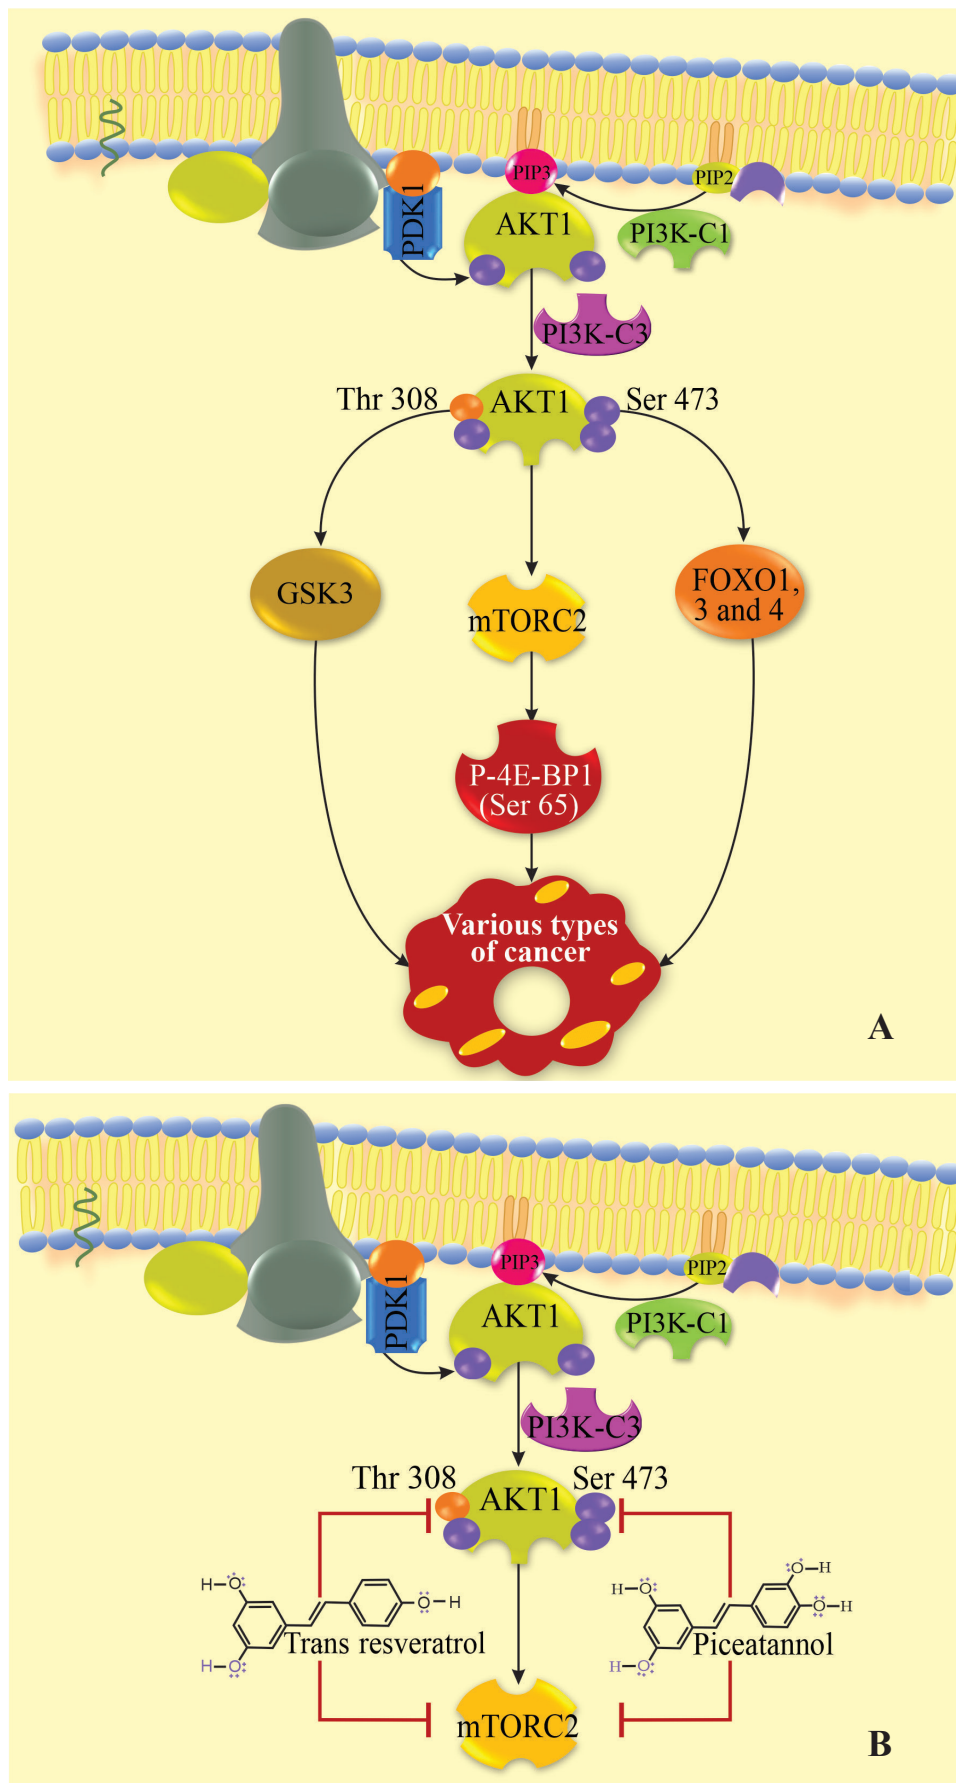 PIP3
PIP2
PDK1
AKT1
PI3K-C1
PI3K-C3
Thr 308
AKT1
Ser 473
GSK3
mTORC2
FOXO1,
3 and 4
P-4E-BP1
(Ser 65)
Various types
of cancer
A
PIP3
PIP2
PDK1
AKT1
PI3K-C1
PI3K-C3
Thr 308
Ser 473
AKT1
H-O
O-H
H-O
Trans resveratrol
H-O
O-H
O-H
H-O
Piceatannol
mTORC2
B